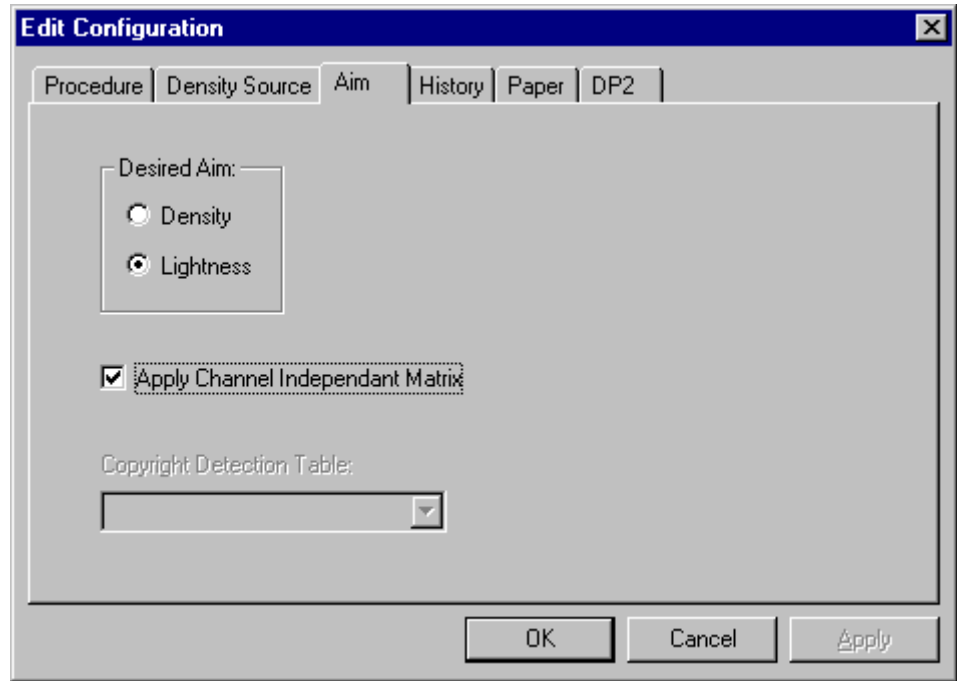 Edit Configuration
Procedure Density Source Aim History Paper DP2
Desired Aim:
Density
Lightness
Apply Channel Independant Matrix
Copyright Detection Table:
OK Cancel Apply